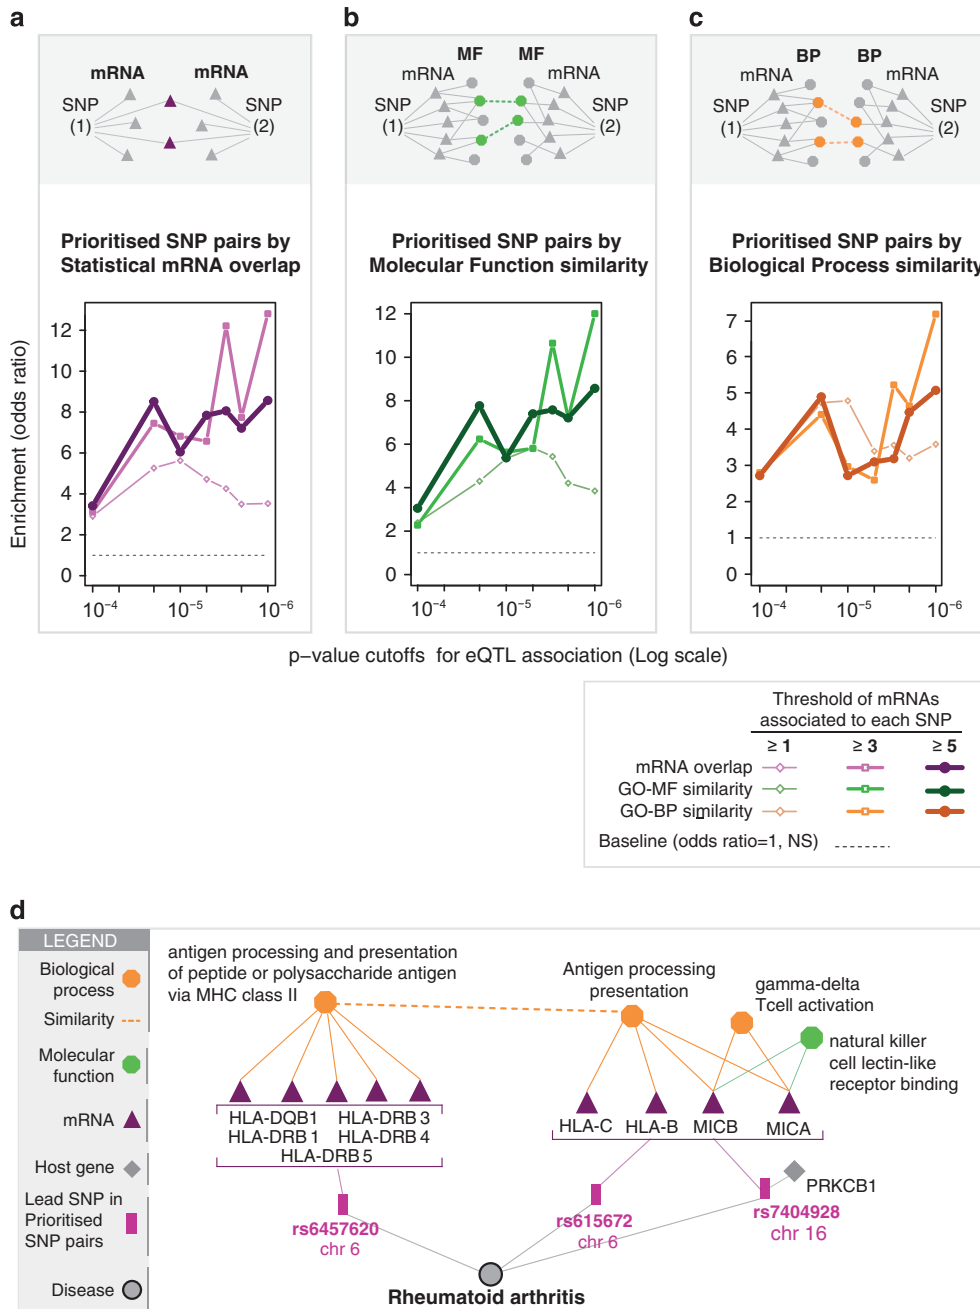 a
mRNA
mRNA
SNP
(1)
SNP
(2)
Prioritised SNP pairs by
Statistical mRNA overlap
Enrichment (odds ratio)
12
10
8
6
4
2
0
10⁻⁴
10⁻⁵
10⁻⁶
b
MF
MF
mRNA
mRNA
SNP
(1)
SNP
(2)
Prioritised SNP pairs by
Molecular Function similarity
12
10
8
6
4
2
0
10⁻⁴
10⁻⁵
10⁻⁶
c
BP
BP
mRNA
mRNA
SNP
(1)
SNP
(2)
Prioritised SNP pairs by
Biological Process similarity
7
6
5
4
3
2
1
0
10⁻⁴
10⁻⁵
10⁻⁶
p–value cutoffs for eQTL association (Log scale)
Threshold of mRNAs
associated to each SNP
≥ 1 ≥ 3 ≥ 5
mRNA overlap
GO-MF similarity
GO-BP similarity
Baseline (odds ratio=1, NS)
d
LEGEND
Biological
process
Similarity
Molecular
function
mRNA
Host gene
Lead SNP in
Prioritised
SNP pairs
Disease
antigen processing and presentation
of peptide or polysaccharide antigen
via MHC class II
Antigen processing
presentation
gamma-delta
Tcell activation
natural killer
cell lectin-like
receptor binding
HLA-DQB1 HLA-DRB 3
HLA-DRB 1 HLA-DRB 4
HLA-DRB 5
HLA-C HLA-B MICB MICA
PRKCB1
rs6457620
chr 6
rs615672
chr 6
rs7404928
chr 16
Rheumatoid arthritis